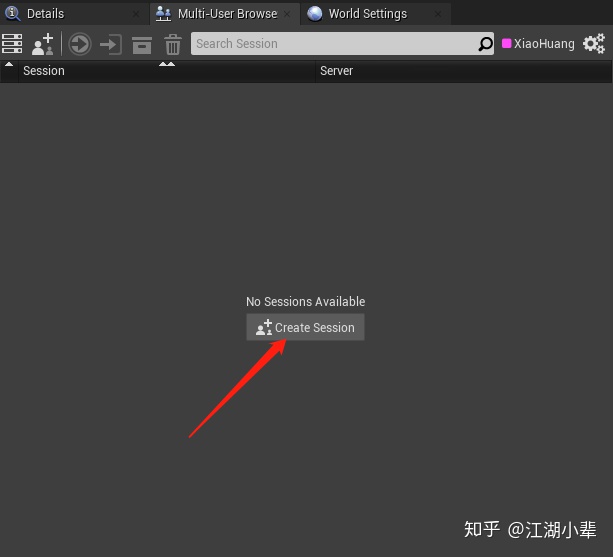 Details
Multi-User Browse
World Settings
Search Session
XiaoHuang
Session
Server
No Sessions Available
Create Session
知乎 @江湖小辈